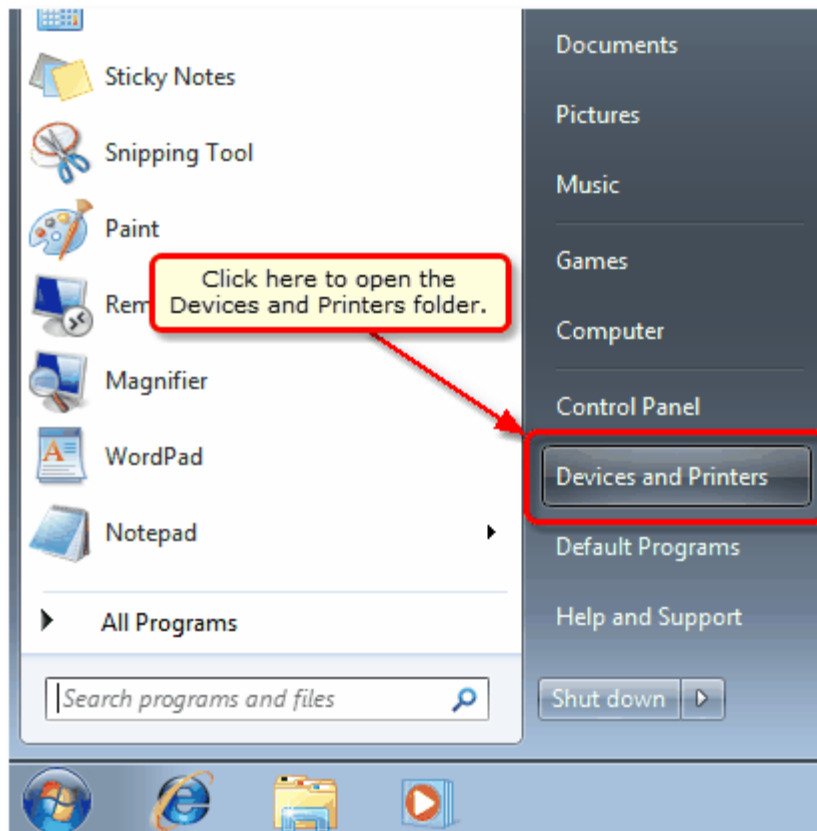 Sticky Notes
Snipping Tool
Paint
Rem
Click here to open the
Devices and Printers folder.
Magnifier
WordPad
Notepad
All Programs
Search programs and files
Documents
Pictures
Music
Games
Computer
Control Panel
Devices and Printers
Default Programs
Help and Support
Shut down